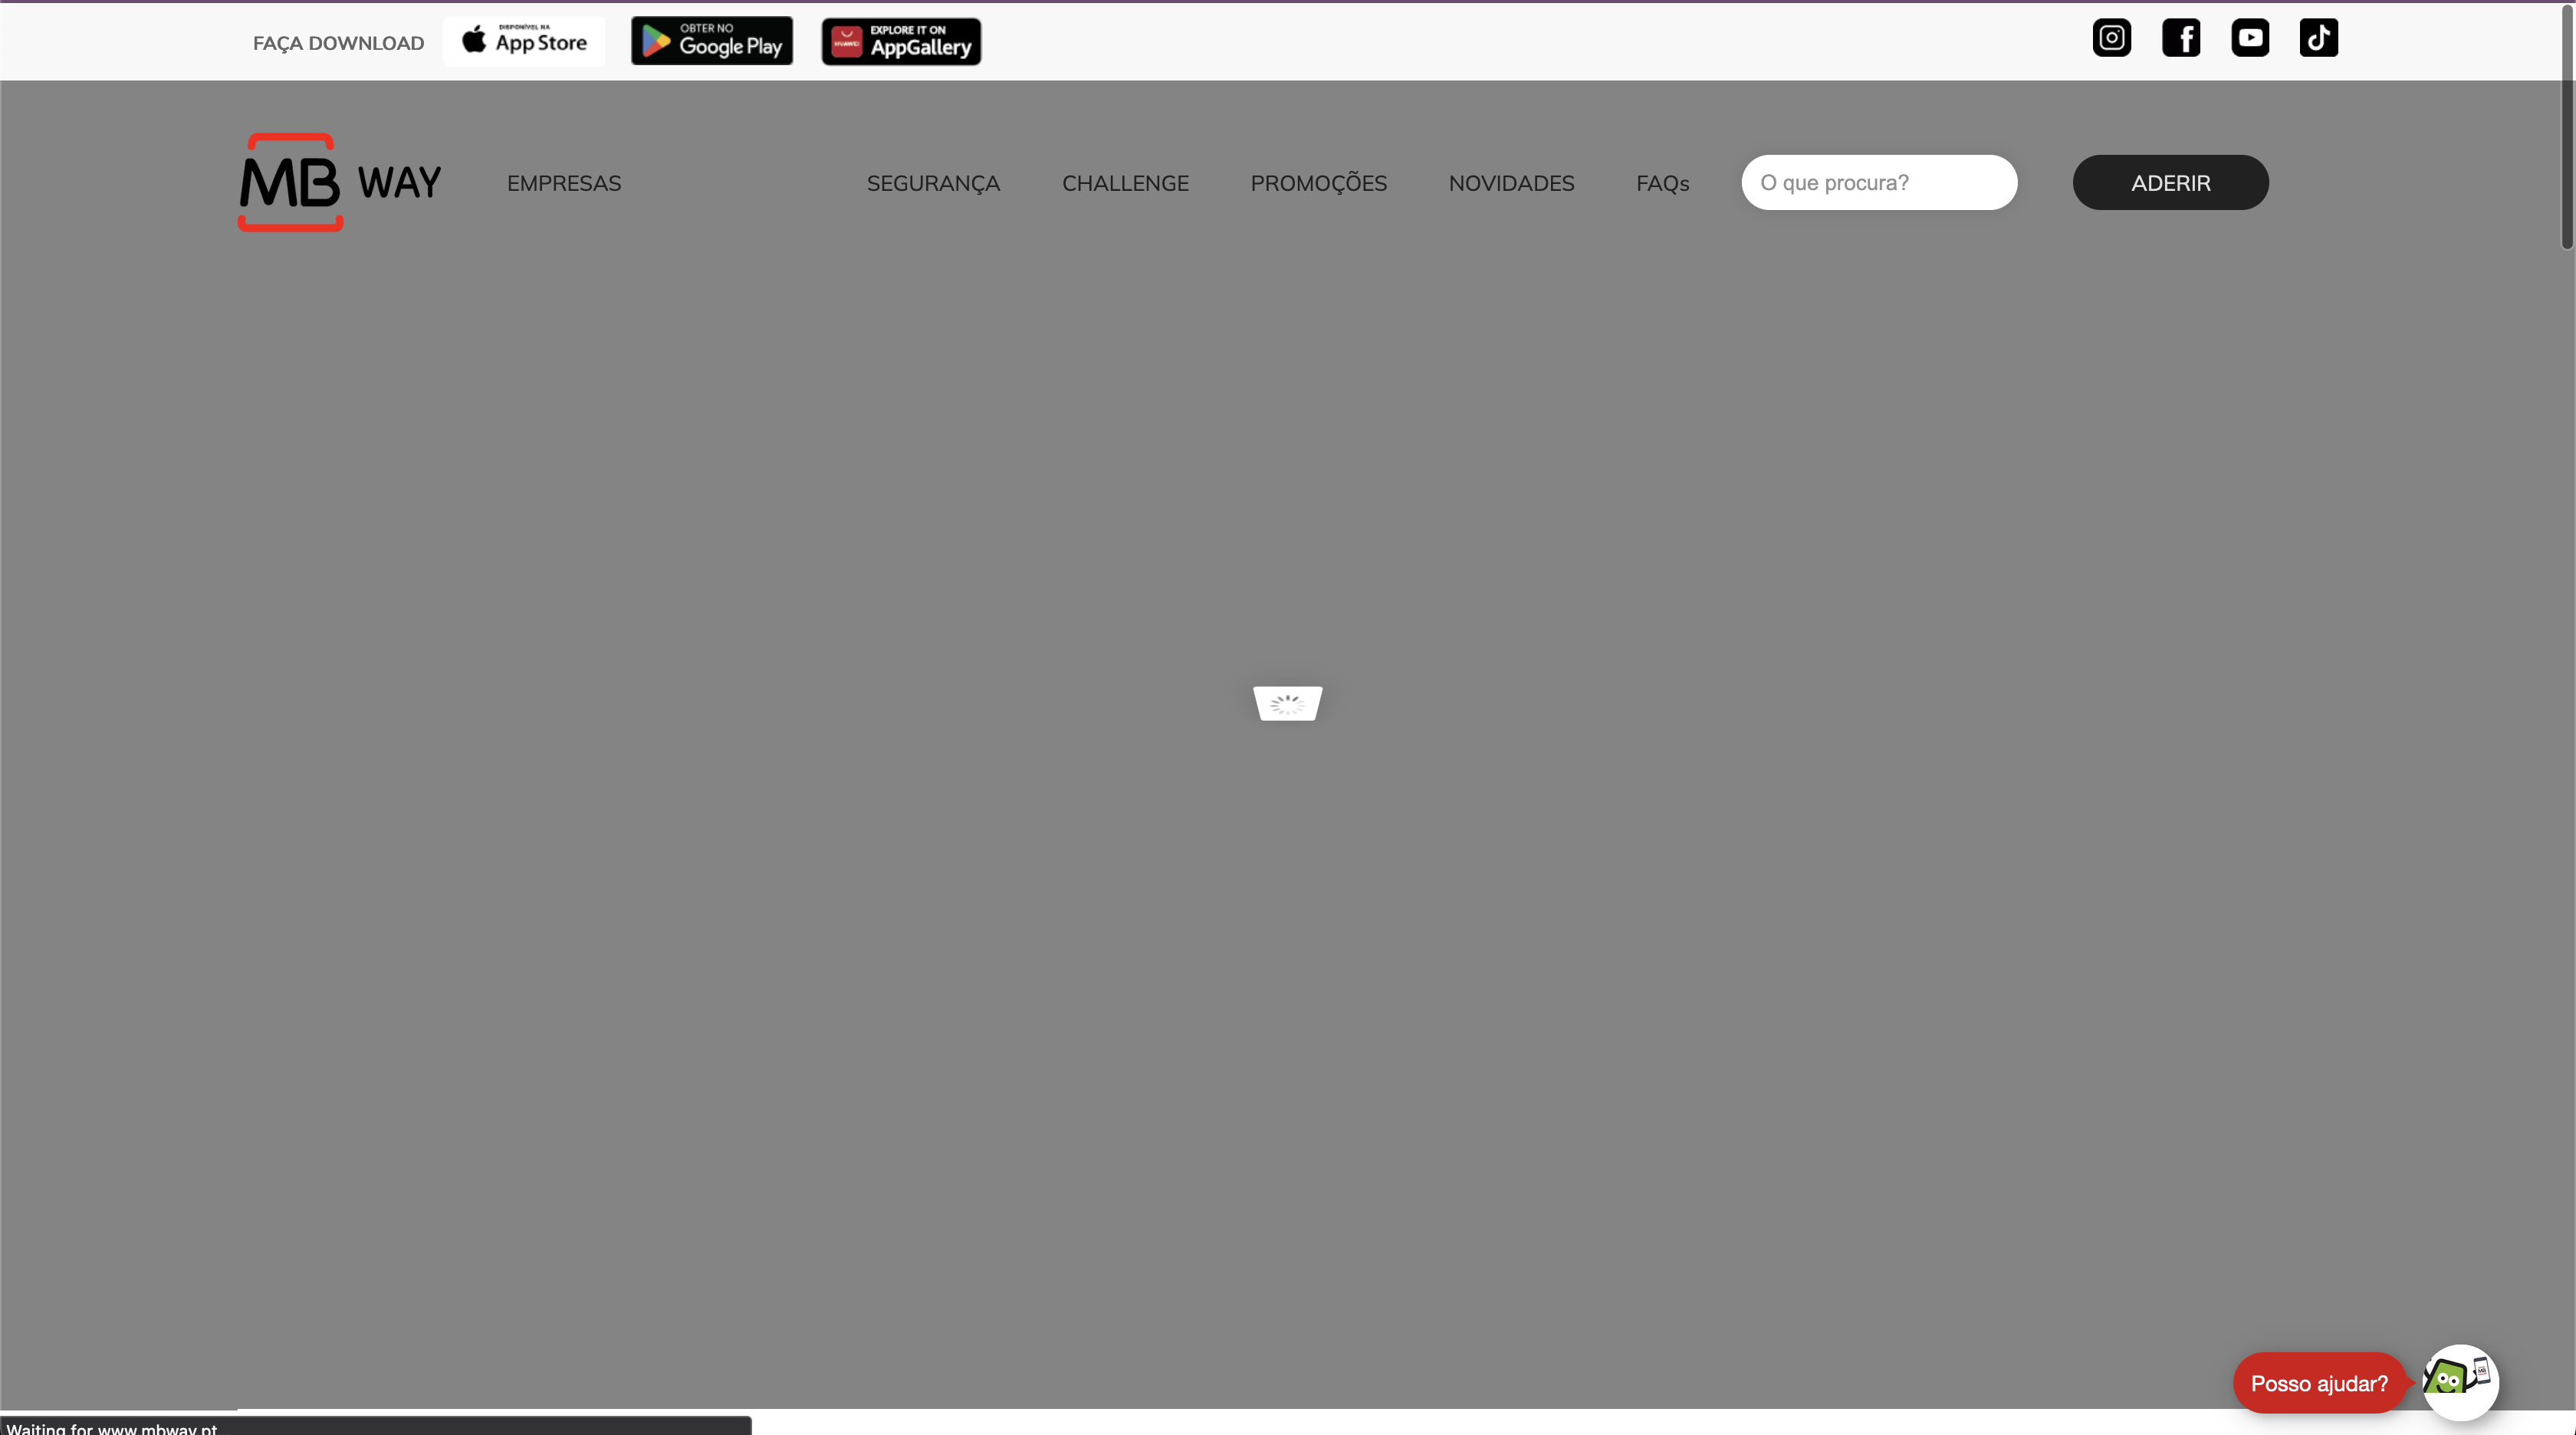 FAÇA DOWNLOAD
DISPONÍVEL NA
App Store
OBTER NO
Google Play
HUAWEI
EXPLORE IT ON
AppGallery
MB WAY
EMPRESAS
SEGURANÇA
CHALLENGE
PROMOÇÕES
NOVIDADES
FAQs
O que procura?
ADERIR
Posso ajudar?
Waiting for www.mbway.pt